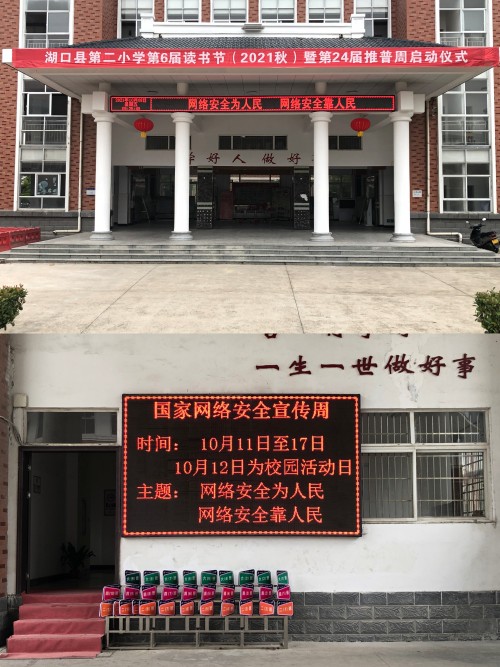 湖口县第二小学第6届读书节（2021秋）暨第24届推普周启动仪式
网络安全为人民 网络安全靠人民
好人做好
一生一世做好事
国家网络安全宣传周
时间： 10月11日至17日
10月12日为校园活动日
主题： 网络安全为人民
网络安全靠人民